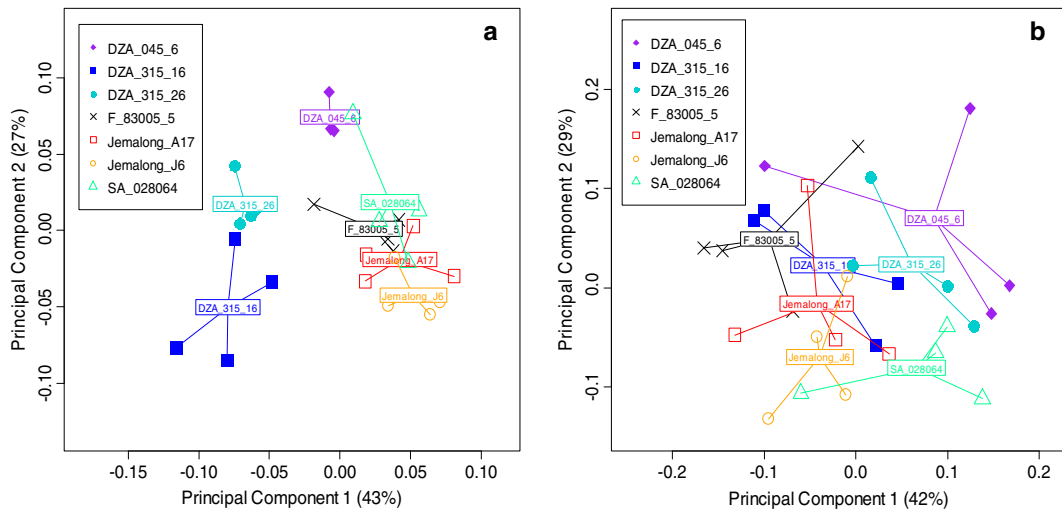 a
DZA_045_6
DZA_315_16
DZA_315_26
F_83005_5
Jemalong_A17
Jemalong_J6
SA_028064
DZA_045_6
SA_028064
DZA_315_26
F_83005_5
Jemalong_A17
Jemalong_J6
DZA_315_16
Principal Component 2 (27%)
0.10
0.05
0.00
-0.05
-0.10
-0.15
-0.10
-0.05
0.00
0.05
0.10
Principal Component 1 (43%)
b
DZA_045_6
DZA_315_16
DZA_315_26
F_83005_5
Jemalong_A17
Jemalong_J6
SA_028064
DZA_045_6
F_83005_5
DZA_315_16
DZA_315_26
Jemalong_A17
Jemalong_J6
SA_028064
Principal Component 2 (29%)
0.2
0.1
0.0
-0.1
-0.2
-0.1
0.0
0.1
0.2
Principal Component 1 (42%)